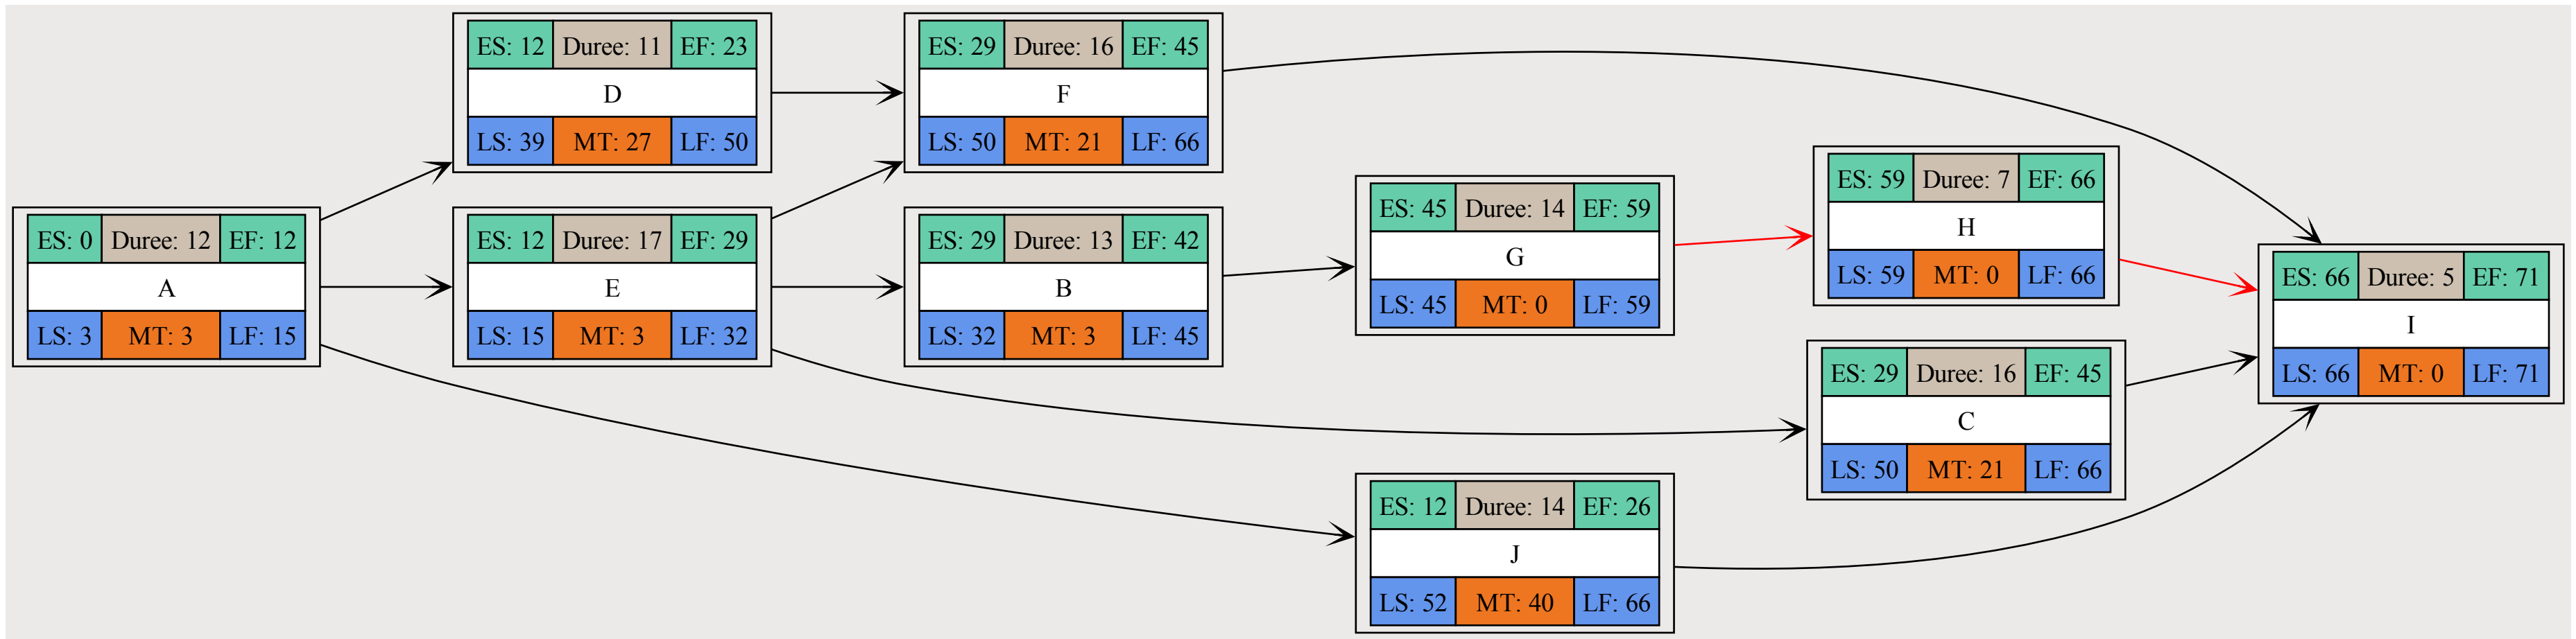 ES: 12 Duree: 11 EF: 23
D
LS: 39 MT: 27 LF: 50
ES: 29 Duree: 16 EF: 45
F
LS: 50 MT: 21 LF: 66
ES: 0 Duree: 12 EF: 12
A
LS: 3 MT: 3 LF: 15
ES: 12 Duree: 17 EF: 29
E
LS: 15 MT: 3 LF: 32
ES: 29 Duree: 13 EF: 42
B
LS: 32 MT: 3 LF: 45
ES: 45 Duree: 14 EF: 59
G
LS: 45 MT: 0 LF: 59
ES: 59 Duree: 7 EF: 66
H
LS: 59 MT: 0 LF: 66
ES: 66 Duree: 5 EF: 71
I
LS: 66 MT: 0 LF: 71
ES: 29 Duree: 16 EF: 45
C
LS: 50 MT: 21 LF: 66
ES: 12 Duree: 14 EF: 26
J
LS: 52 MT: 40 LF: 66